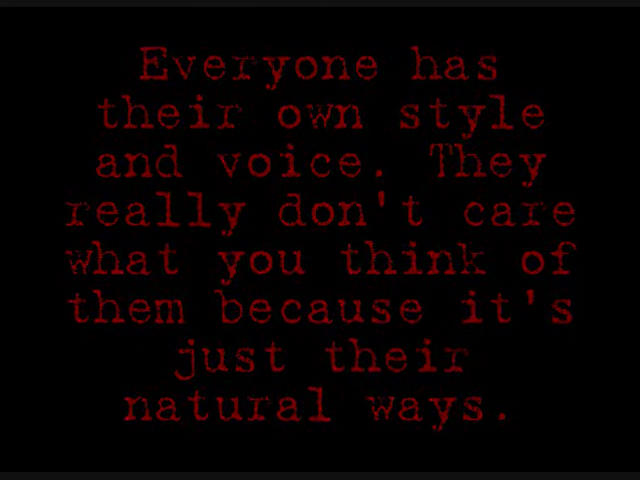 Everyone has
their own style
and voice. They
really don't care
what you think of
them because it's
just their
natural ways.